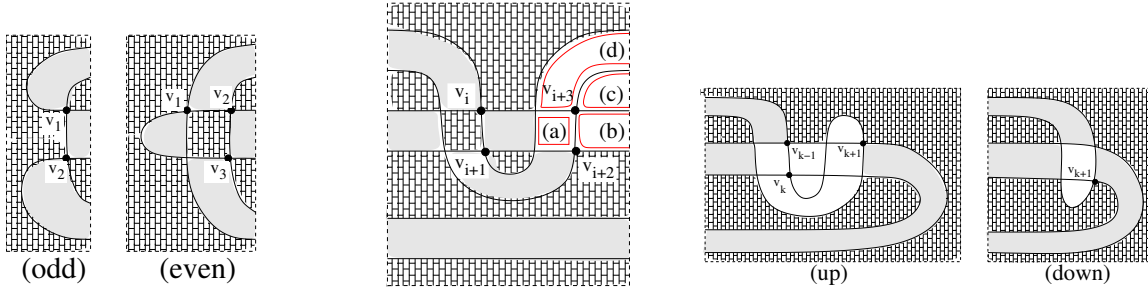 v1
v2
(odd)
v1
v2
v3
(even)
(d)
vi
vi+3
(c)
(a)
(b)
vi+1
vi+2
vk-1
vk+1
vk
(up)
vk+1
(down)